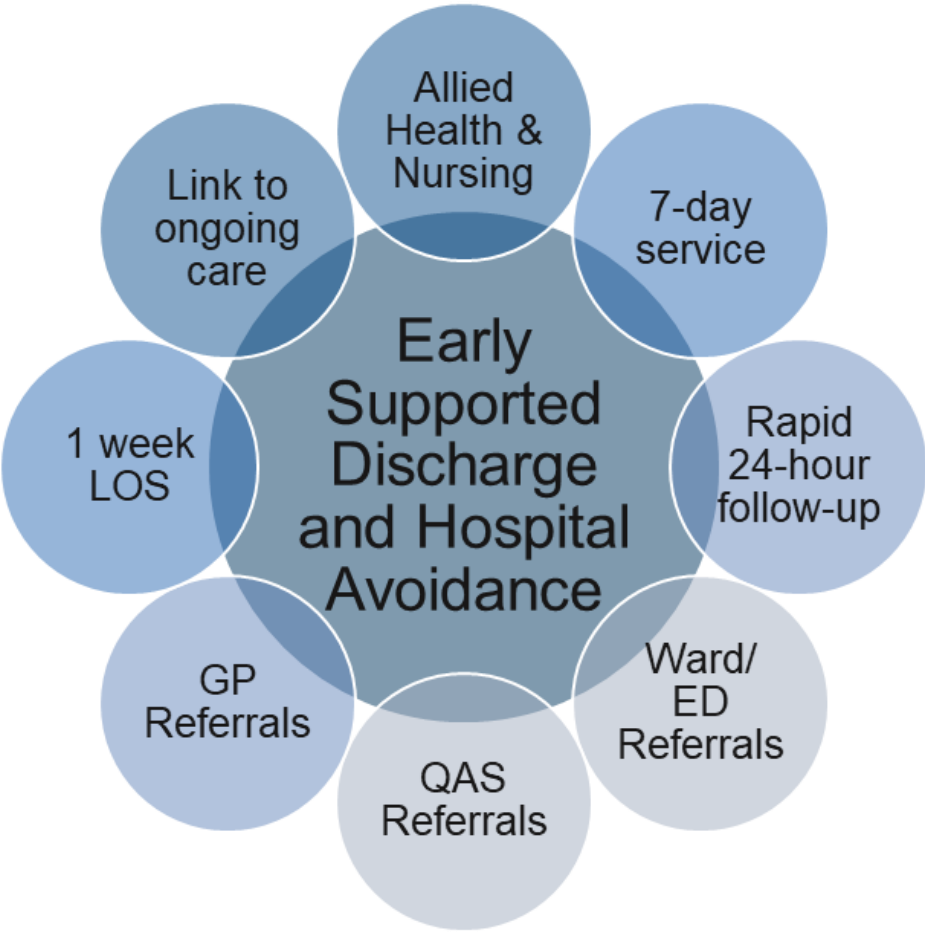 Allied
Health &
Nursing
7-day
service
Rapid
24-hour
follow-up
Ward/
ED
Referrals
QAS
Referrals
GP
Referrals
1 week
LOS
Link to
ongoing
care
Early
Supported
Discharge
and Hospital
Avoidance